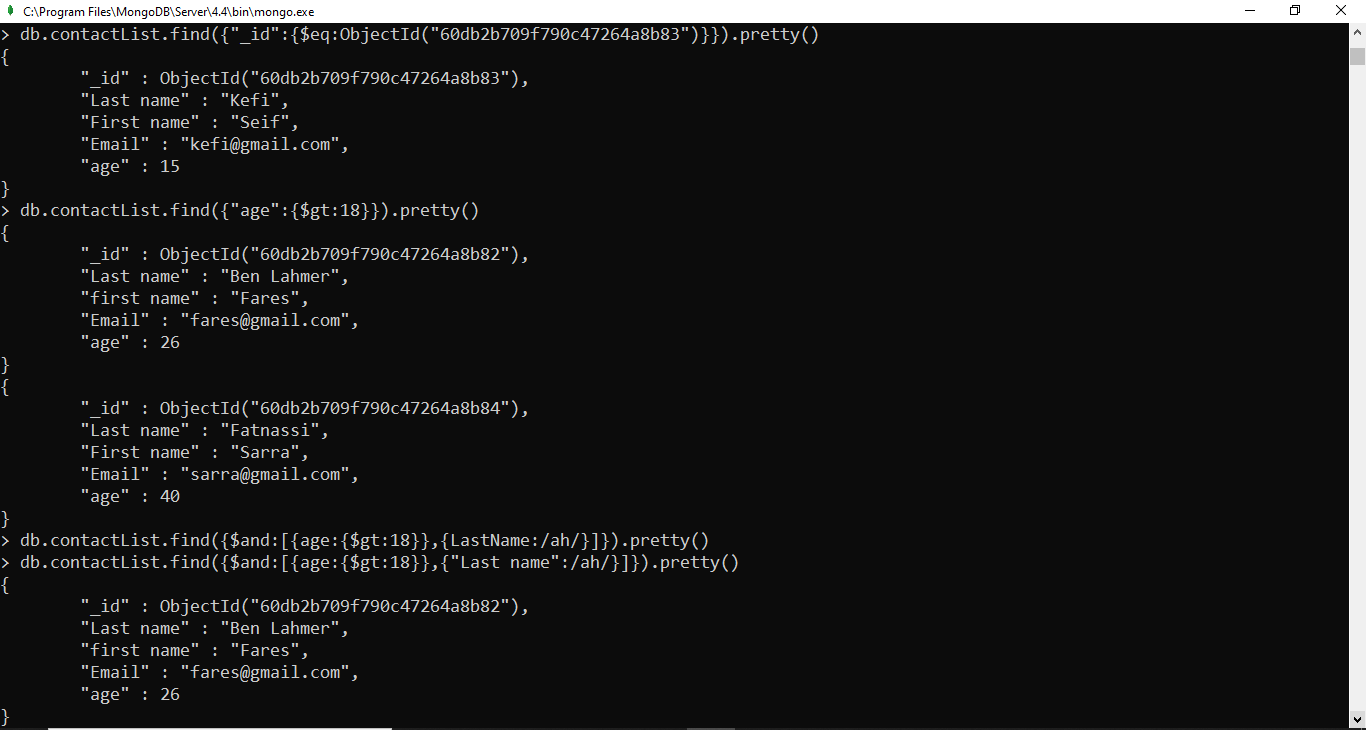 C:\Program Files\MongoDB\Server\4.4\bin\mongo.exe
> db.contactList.find({"_id":{$eq:ObjectId("60db2b709f790c47264a8b83")}}).pretty()
{
        "_id" : ObjectId("60db2b709f790c47264a8b83"),
        "Last name" : "Kefi",
        "First name" : "Seif",
        "Email" : "kefi@gmail.com",
        "age" : 15
}
> db.contactList.find({"age":{$gt:18}}).pretty()
{
        "_id" : ObjectId("60db2b709f790c47264a8b82"),
        "Last name" : "Ben Lahmer",
        "first name" : "Fares",
        "Email" : "fares@gmail.com",
        "age" : 26
}
{
        "_id" : ObjectId("60db2b709f790c47264a8b84"),
        "Last name" : "Fatnassi",
        "First name" : "Sarra",
        "Email" : "sarra@gmail.com",
        "age" : 40
}
> db.contactList.find({$and:[{age:{$gt:18}},{LastName:/ah/}]}).pretty()
> db.contactList.find({$and:[{age:{$gt:18}},{"Last name":/ah/}]}).pretty()
{
        "_id" : ObjectId("60db2b709f790c47264a8b82"),
        "Last name" : "Ben Lahmer",
        "first name" : "Fares",
        "Email" : "fares@gmail.com",
        "age" : 26
}